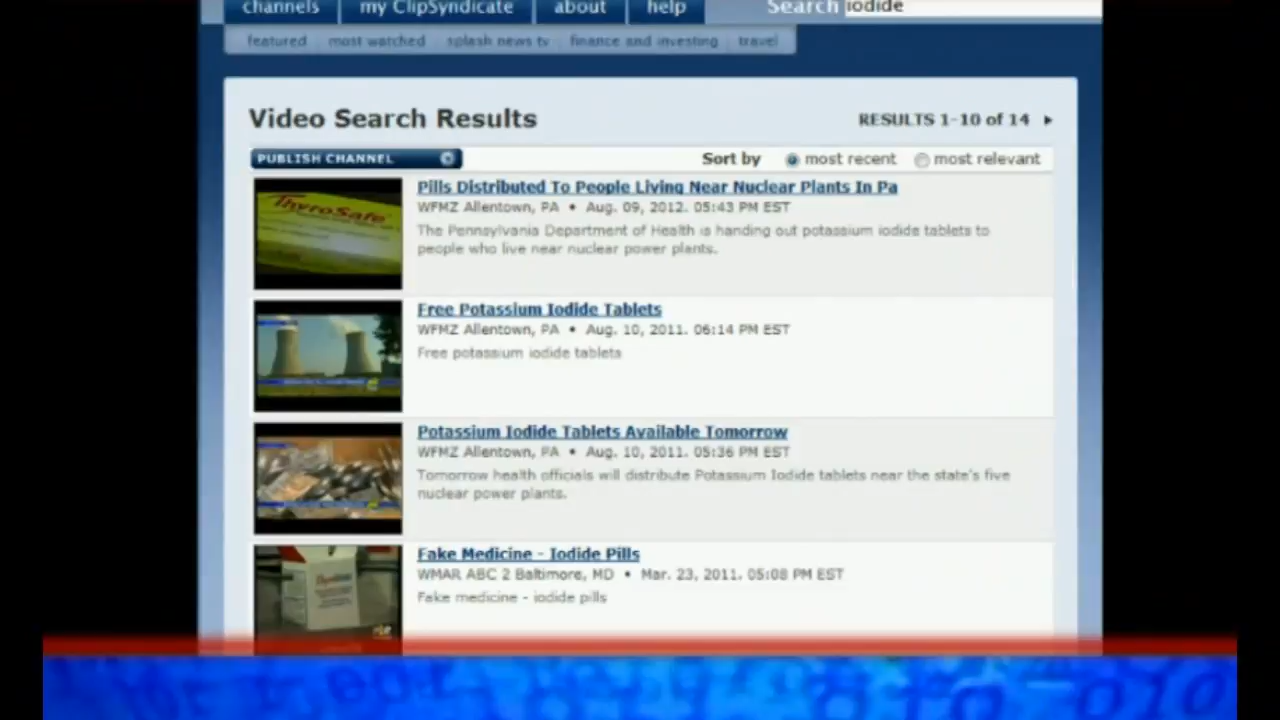 channels my ClipSyndicate about help Search iodide
featured most watched splash news tv finance and investing travel
Video Search Results RESULTS 1-10 of 14
PUBLISH CHANNEL Sort by most recent most relevant
Pills Distributed To People Living Near Nuclear Plants In Pa
WFMZ Allentown, PA • Aug. 09, 2012. 05:43 PM EST
The Pennsylvania Department of Health is handing out potassium iodide tablets to
people who live near nuclear power plants.
ThyroSafe
Free Potassium Iodide Tablets
WFMZ Allentown, PA • Aug. 10, 2011. 06:14 PM EST
Free potassium iodide tablets
Potassium Iodide Tablets Available Tomorrow
WFMZ Allentown, PA • Aug. 10, 2011. 05:36 PM EST
Tomorrow health officials will distribute Potassium Iodide tablets near the state's five
nuclear power plants.
Fake Medicine - Iodide Pills
WMAR ABC 2 Baltimore, MD • Mar. 23, 2011. 05:08 PM EST
Fake medicine - iodide pills